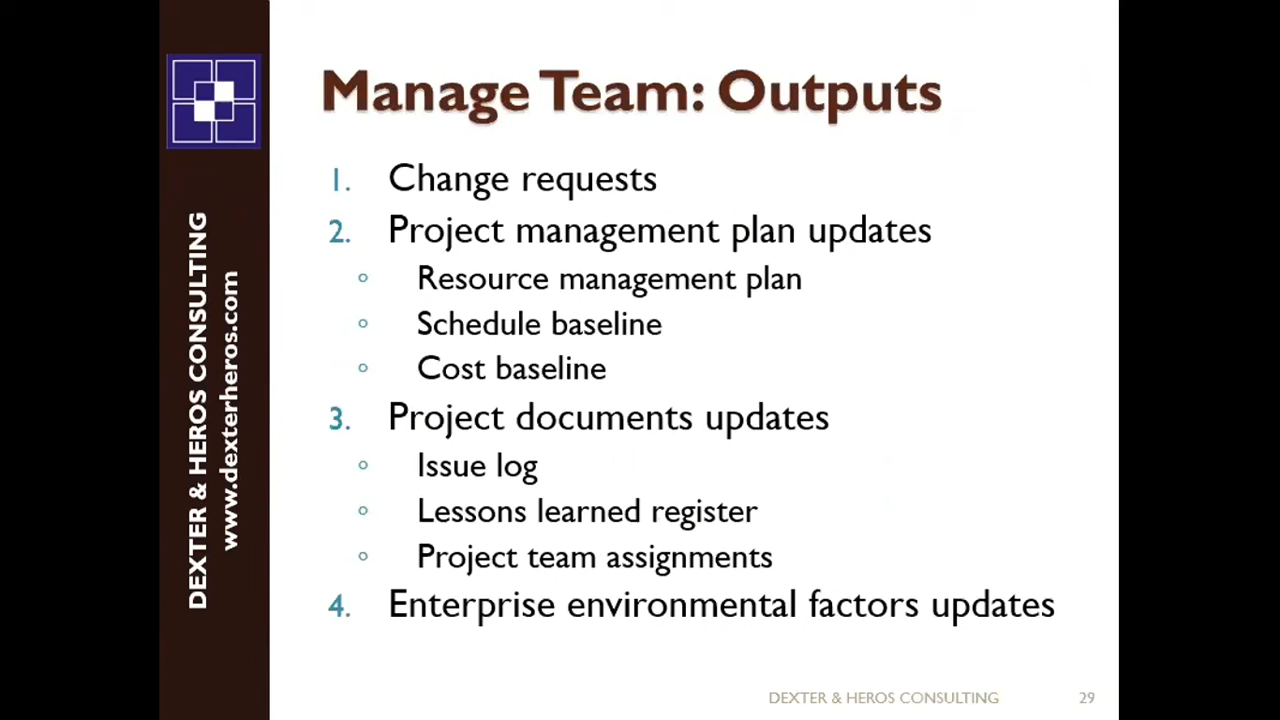 DEXTER & HEROS CONSULTING
www.dexterheros.com
Manage Team: Outputs
1. Change requests
2. Project management plan updates
◦ Resource management plan
◦ Schedule baseline
◦ Cost baseline
3. Project documents updates
◦ Issue log
◦ Lessons learned register
◦ Project team assignments
4. Enterprise environmental factors updates
DEXTER & HEROS CONSULTING 29